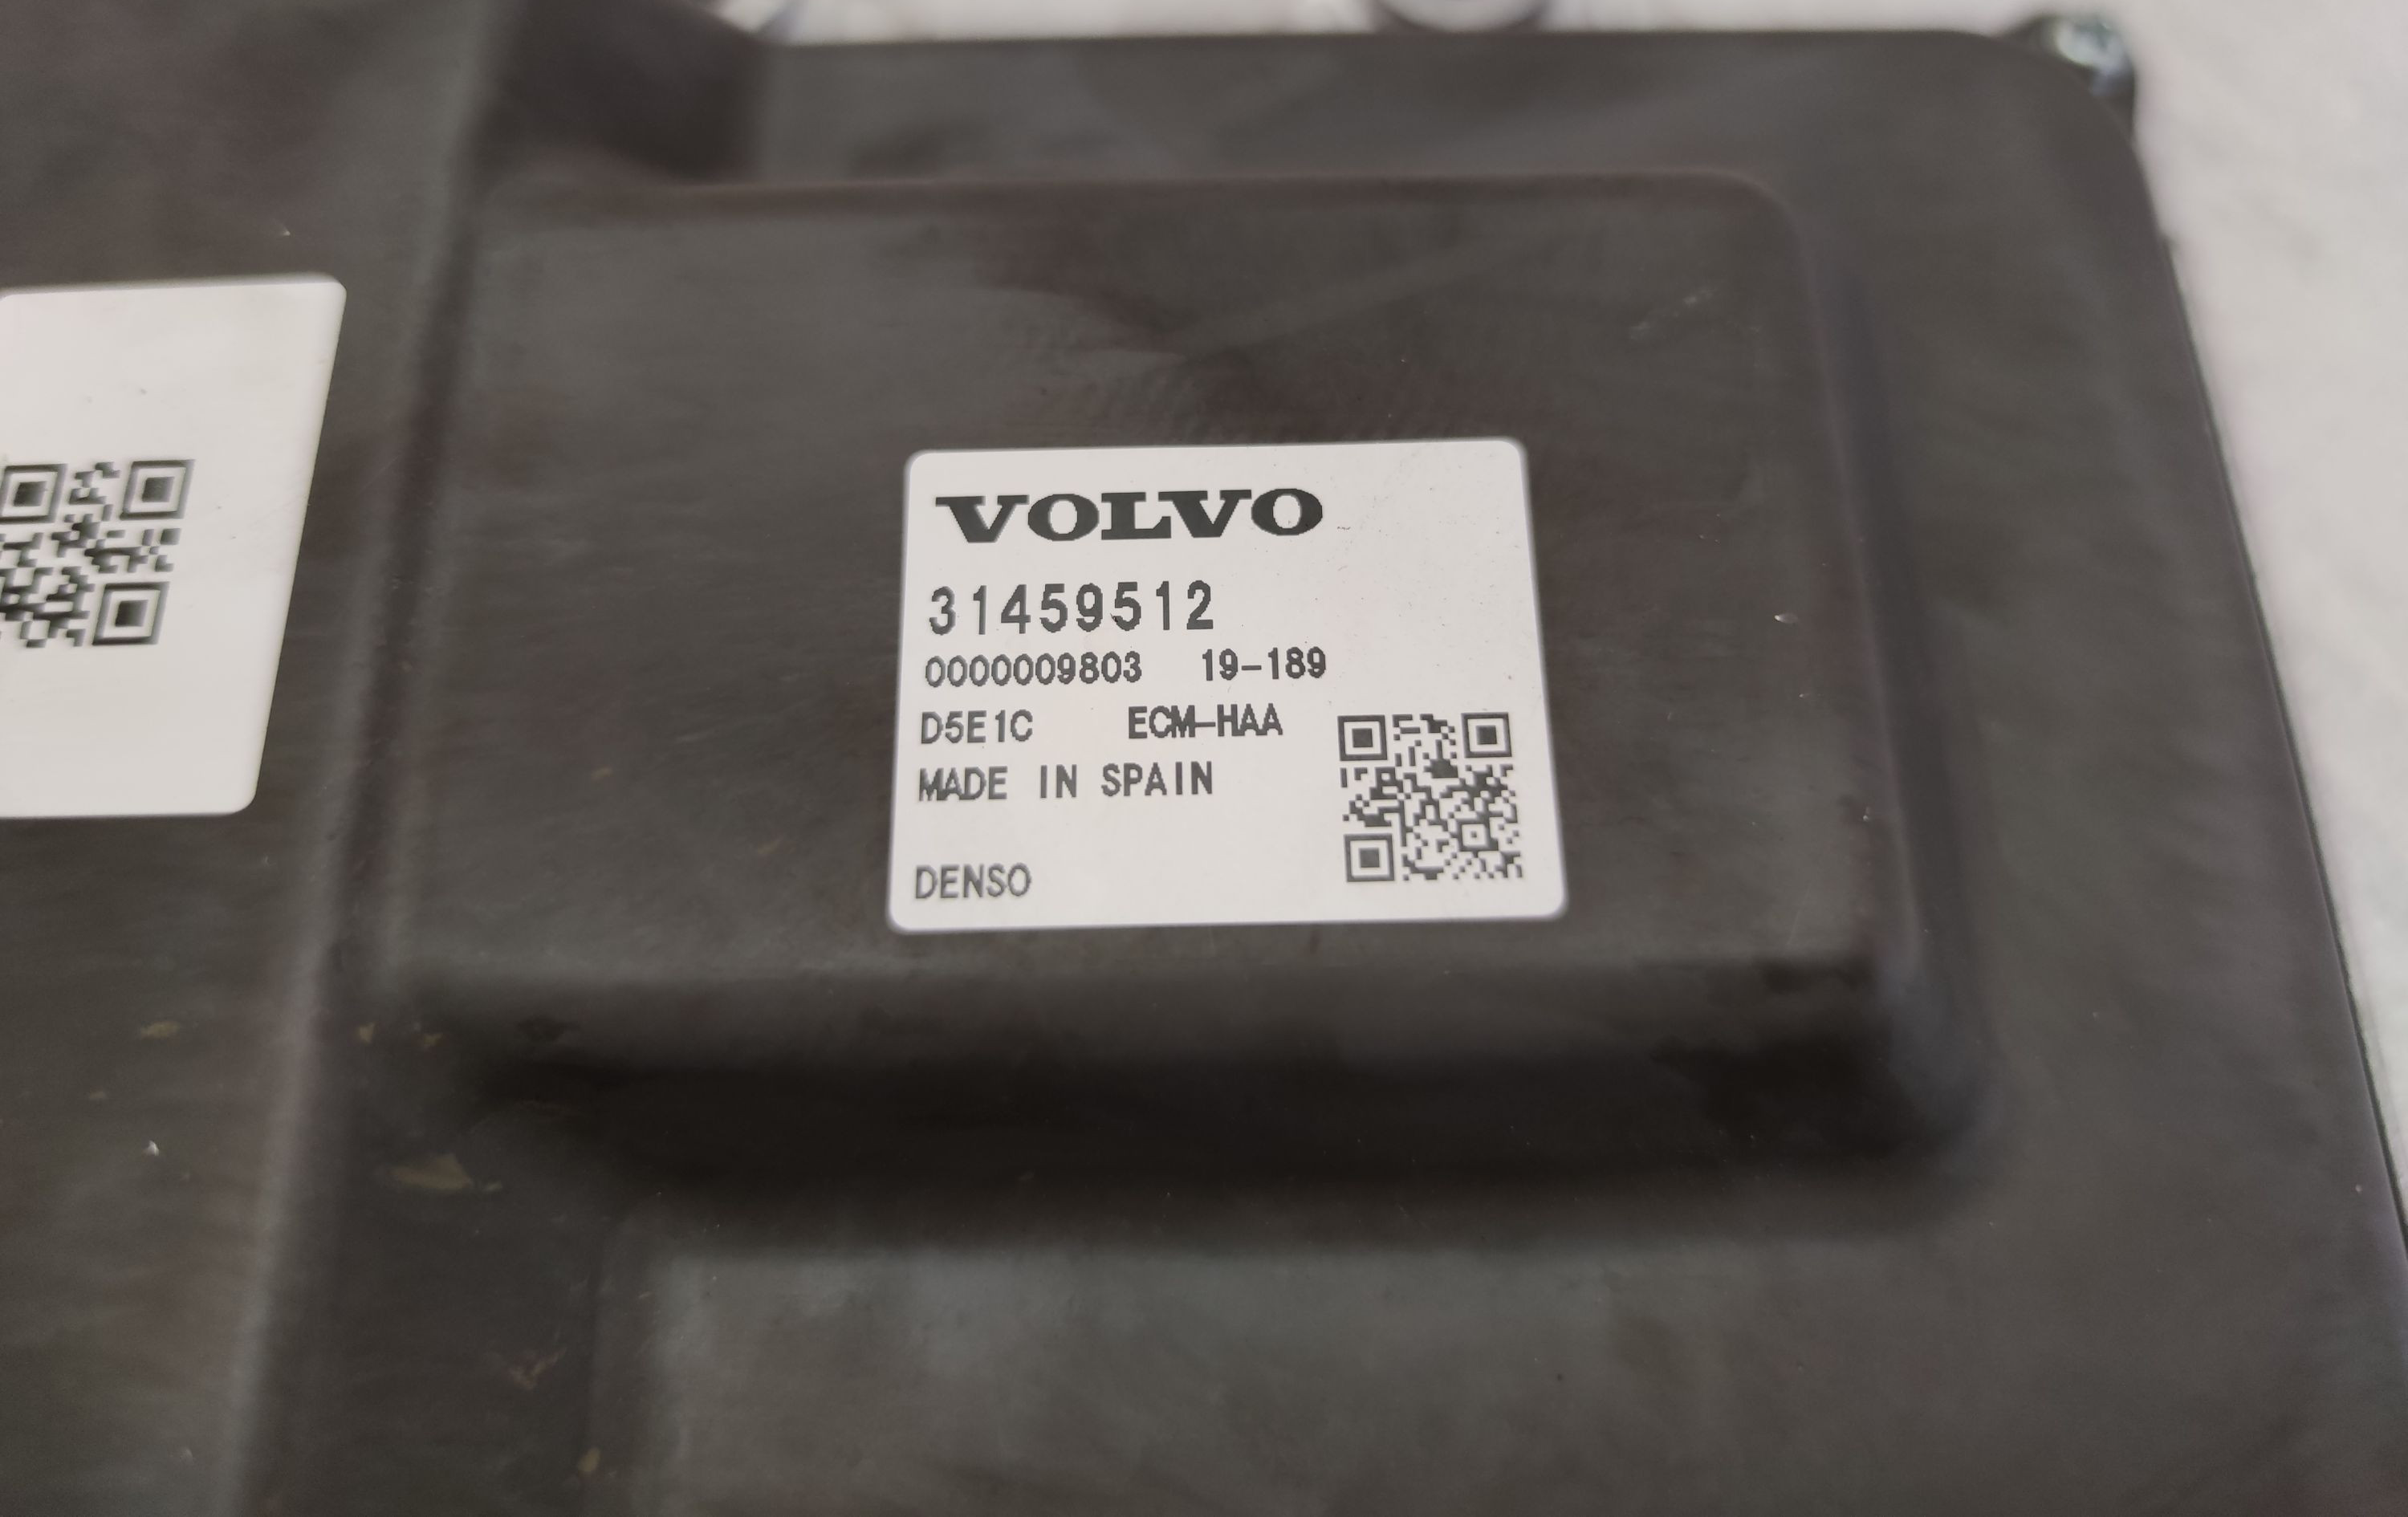 VOLVO
31459512
0000009803 19-189
D5E1C ECM-HAA
MADE IN SPAIN
DENSO